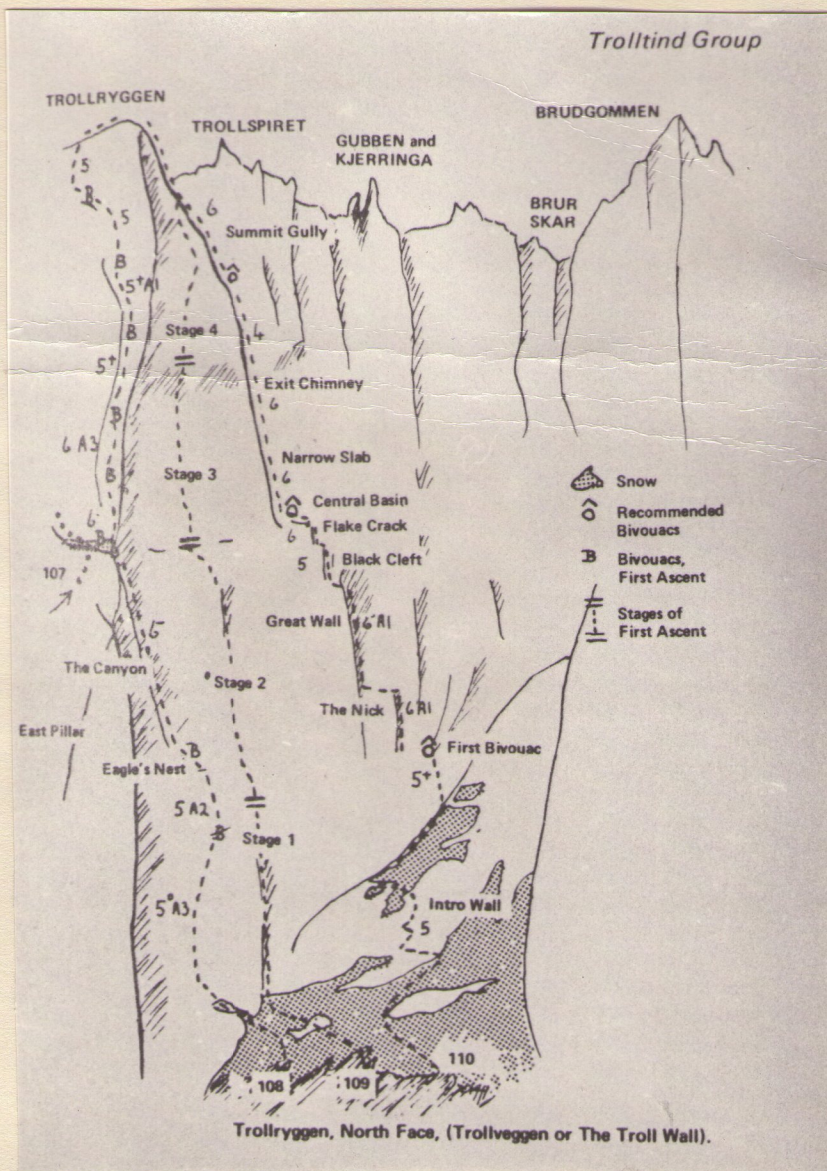 Trolltind Group
TROLLRYGGEN
TROLLSPIRET
GUBBEN and
KJERRINGA
BRUDGOMMEN
BRUR
SKAR
5
B
5
6
Summit Gully
B
5+A1
B
Stage 4
4
5+
Exit Chimney
6
B
6 A3
B
Stage 3
Narrow Slab
6
Central Basin
6
B
Flake Crack
6
5
Black Cleft
107
Great Wall
6 A1
5
The Canyon
Stage 2
The Nick
6 A1
East Pillar
B
First Bivouac
Eagle's Nest
5+
5 A2
B
Stage 1
5 A3
Intro Wall
5
Snow
Recommended
Bivouacs
B
Bivouacs,
First Ascent
Stages of
First Ascent
108
109
110
Trollryggen, North Face, (Trollveggen or The Troll Wall).